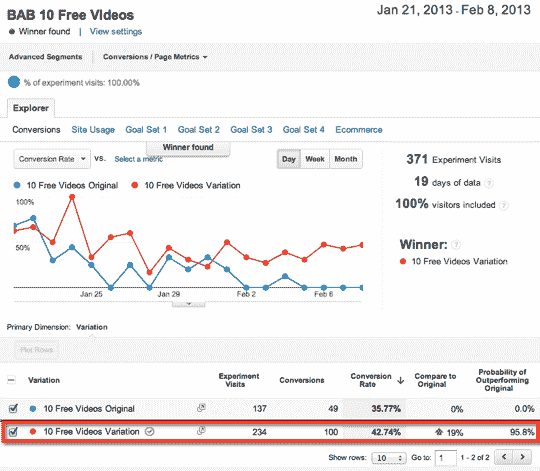 BAB 10 Free Videos
Jan 21, 2013 - Feb 8, 2013
Winner found | View settings
Advanced Segments Conversions / Page Metrics
% of experiment visits: 100.00%
Explorer
Conversions Site Usage Goal Set 1 Goal Set 2 Goal Set 3 Goal Set 4 Ecommerce
Winner found
Conversion Rate VS. Select a metric Day Week Month
10 Free Videos Original 10 Free Videos Variation
100%
50%
Jan 25 Jan 29 Feb 2 Feb 6
371 Experiment Visits
19 days of data ?
100% visitors included ?
Winner: ?
10 Free Videos Variation
Primary Dimension: Variation
Plot Rows
Variation Experiment Visits Conversions Conversion Rate Compare to Original Probability of Outperforming Original
10 Free Videos Original 137 49 35.77% 0% 0.0%
10 Free Videos Variation 234 100 42.74% 19% 95.8%
Show rows: 10 Go to: 1 1 - 2 of 2